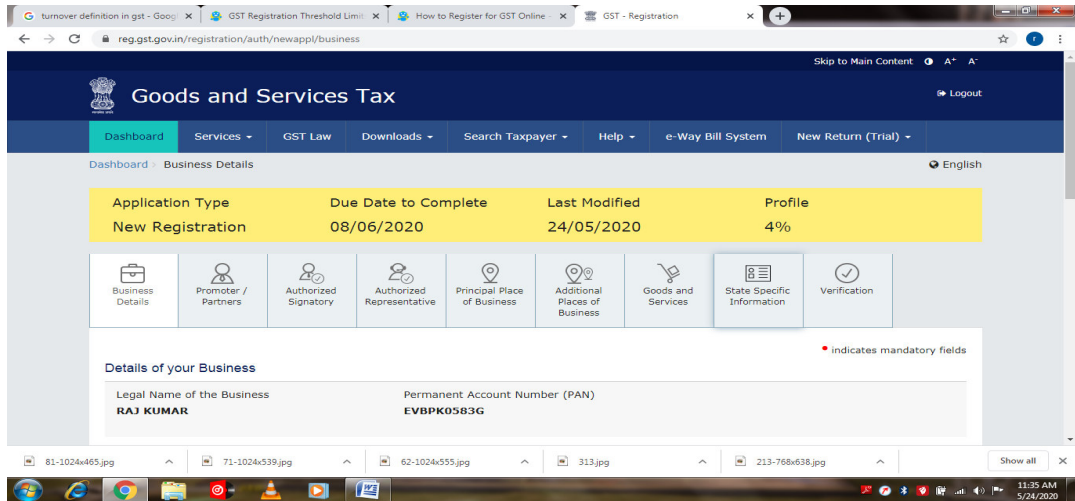 turnover definition in gst - Goog
GST Registration Threshold Limit
How to Register for GST Online -
GST - Registration
reg.gst.gov.in/registration/auth/newappl/business
Skip to Main Content A+ A-
Goods and Services Tax
Logout
Dashboard Services GST Law Downloads Search Taxpayer Help e-Way Bill System New Return (Trial)
Dashboard > Business Details
English
Application Type Due Date to Complete Last Modified Profile
New Registration 08/06/2020 24/05/2020 4%
Business Details
Promoter / Partners
Authorized Signatory
Authorized Representative
Principal Place of Business
Additional Places of Business
Goods and Services
State Specific Information
Verification
• indicates mandatory fields
Details of your Business
Legal Name of the Business Permanent Account Number (PAN)
RAJ KUMAR EVBPK0583G
81-1024x465.jpg 71-1024x539.jpg 62-1024x555.jpg 313.jpg 213-768x638.jpg Show all
11:35 AM
5/24/2020